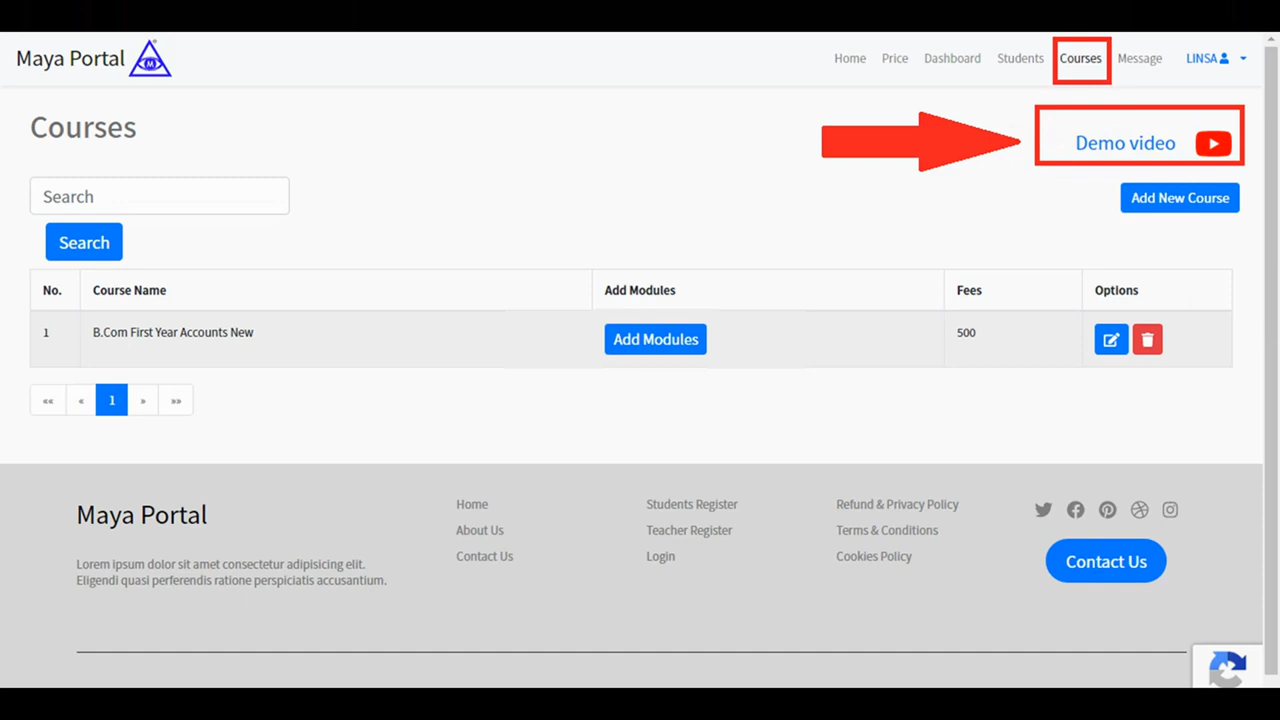 Maya Portal
M
Home Price Dashboard Students Courses Message LINSA
Courses
Demo video
Search
Add New Course
Search
No. Course Name Add Modules Fees Options
1 B.Com First Year Accounts New Add Modules 500
«« « 1 » »»
Maya Portal
Lorem ipsum dolor sit amet consectetur adipisicing elit.
Eligendi quasi perferendis ratione perspiciatis accusantium.
Home
About Us
Contact Us
Students Register
Teacher Register
Login
Refund & Privacy Policy
Terms & Conditions
Cookies Policy
Contact Us